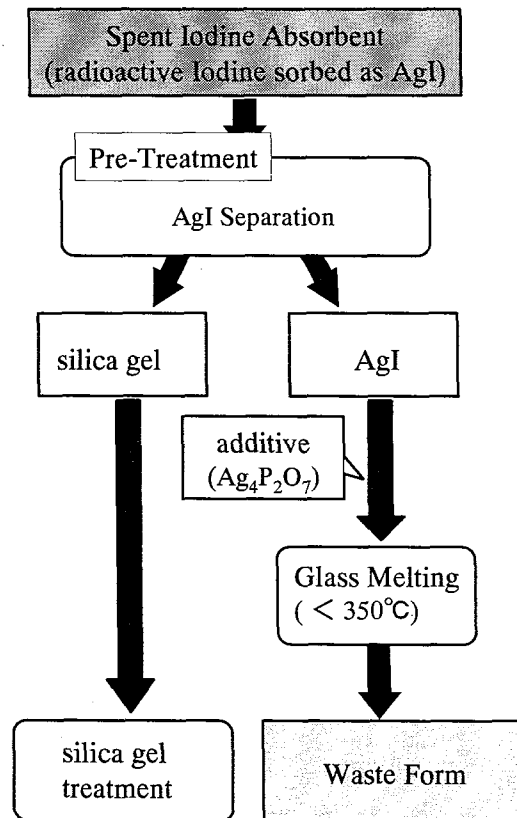 Spent Iodine Absorbent
(radioactive Iodine sorbed as AgI)
Pre-Treatment
AgI Separation
silica gel
AgI
additive
(Ag₄P₂O₇)
Glass Melting
( < 350℃)
silica gel
treatment
Waste Form